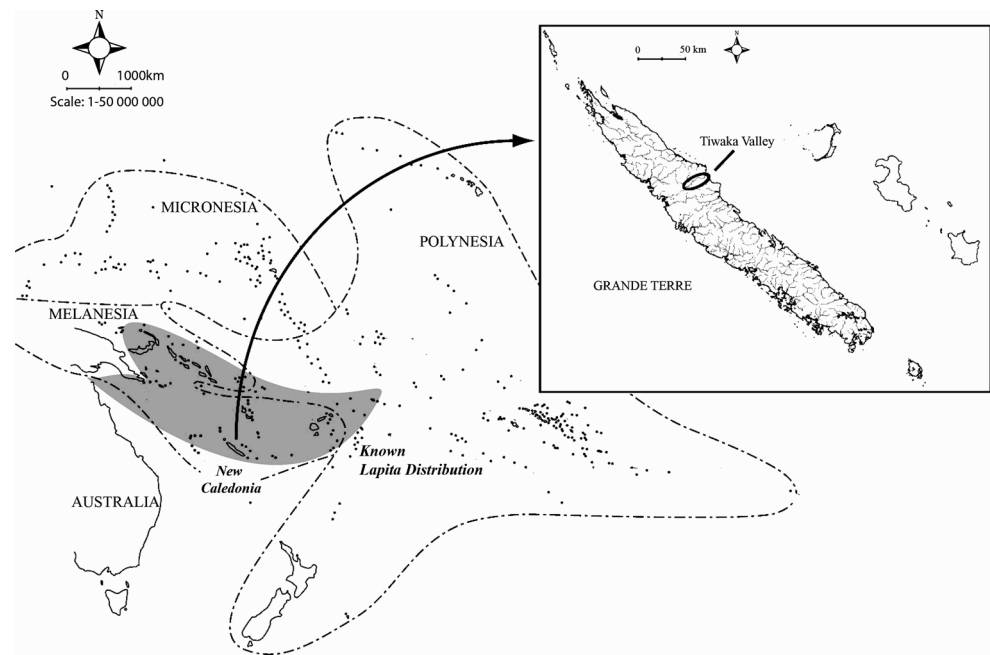 N
0 1000km
Scale: 1-50 000 000
MICRONESIA
POLYNESIA
MELANESIA
Known
Lapita Distribution
New
Caledonia
AUSTRALIA
0 50 km
N
Tiwaka Valley
GRANDE TERRE